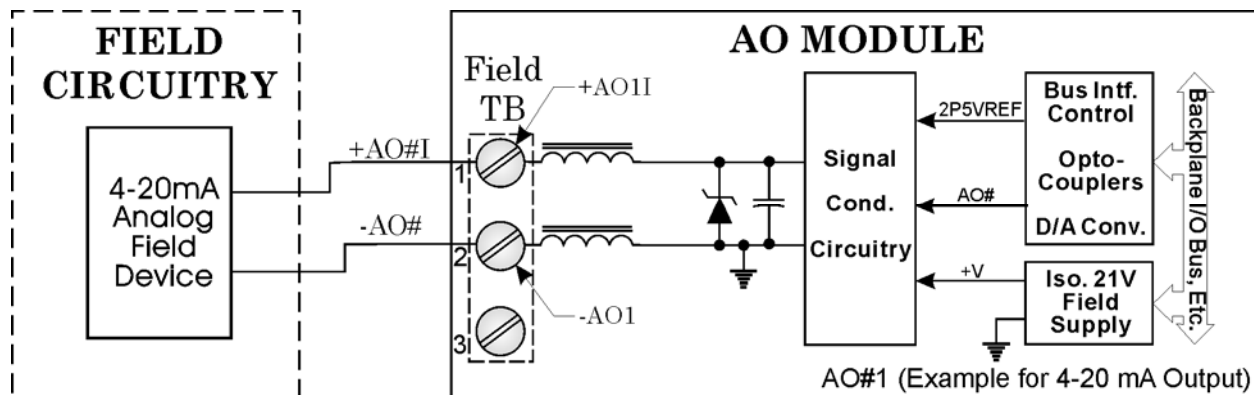 FIELD
CIRCUITRY
4-20mA
Analog
Field
Device
+AO#I
-AO#
AO MODULE
Field
TB
+AO1I
1
2
-AO1
3
Signal
Cond.
Circuitry
2P5VREF
AO#
+V
Bus Intf.
Control
Opto-
Couplers
D/A Conv.
Iso. 21V
Field
Supply
Backplane I/O Bus, Etc.
AO#1 (Example for 4-20 mA Output)